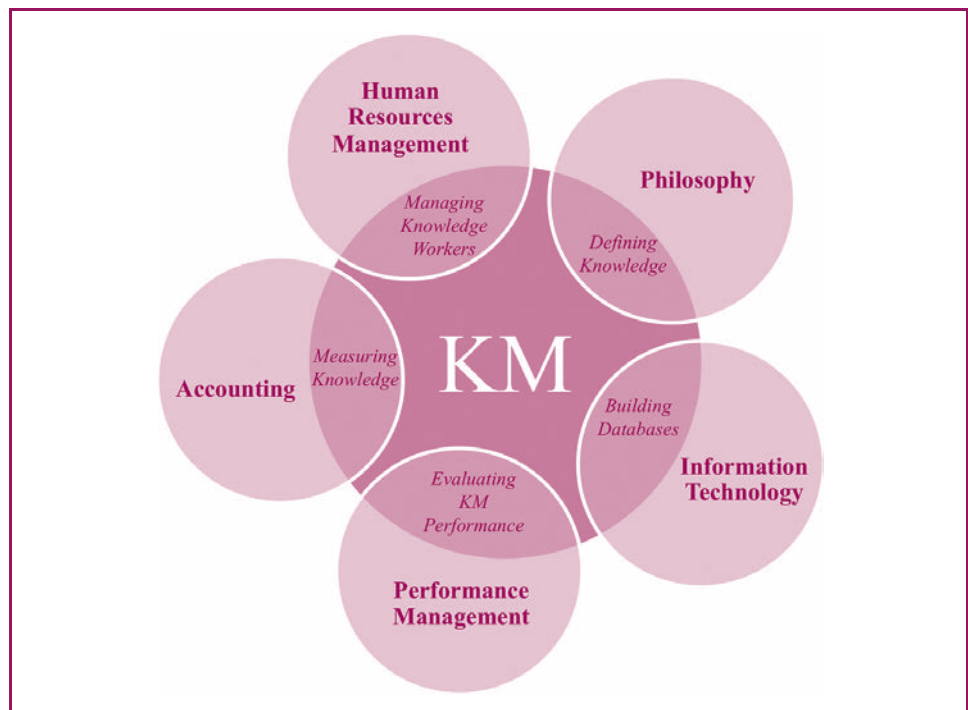 Human
Resources
Management
Managing
Knowledge
Workers
Philosophy
Defining
Knowledge
KM
Accounting
Measuring
Knowledge
Building
Databases
Information
Technology
Evaluating
KM
Performance
Performance
Management